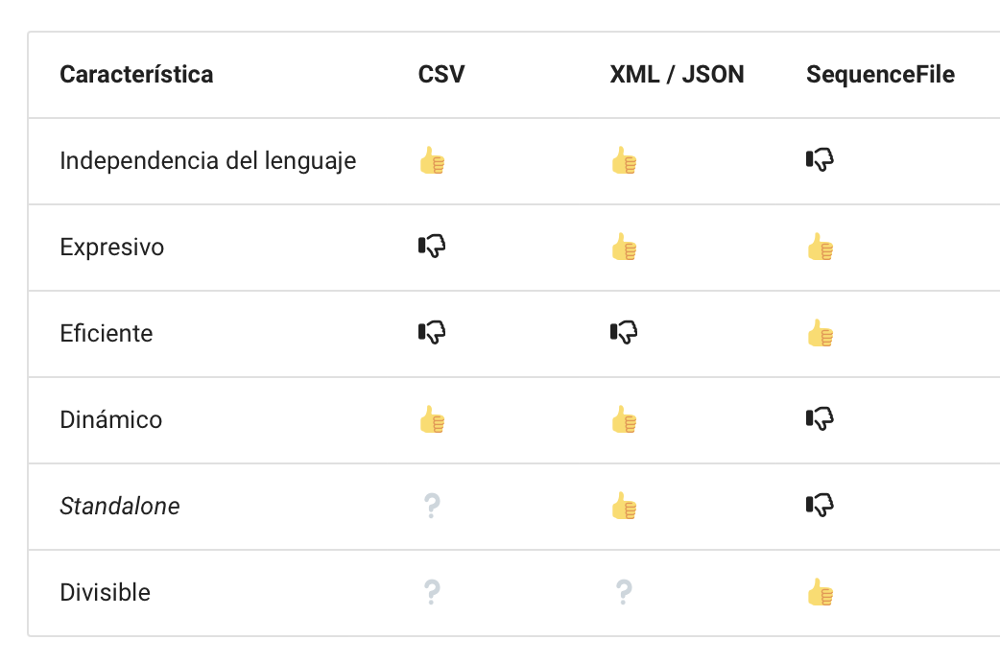 Característica CSV XML / JSON SequenceFile
Independencia del lenguaje 👍 👍 👎
Expresivo 👎 👍 👍
Eficiente 👎 👎 👍
Dinámico 👍 👍 👎
Standalone ? 👍 👎
Divisible ? ? 👍